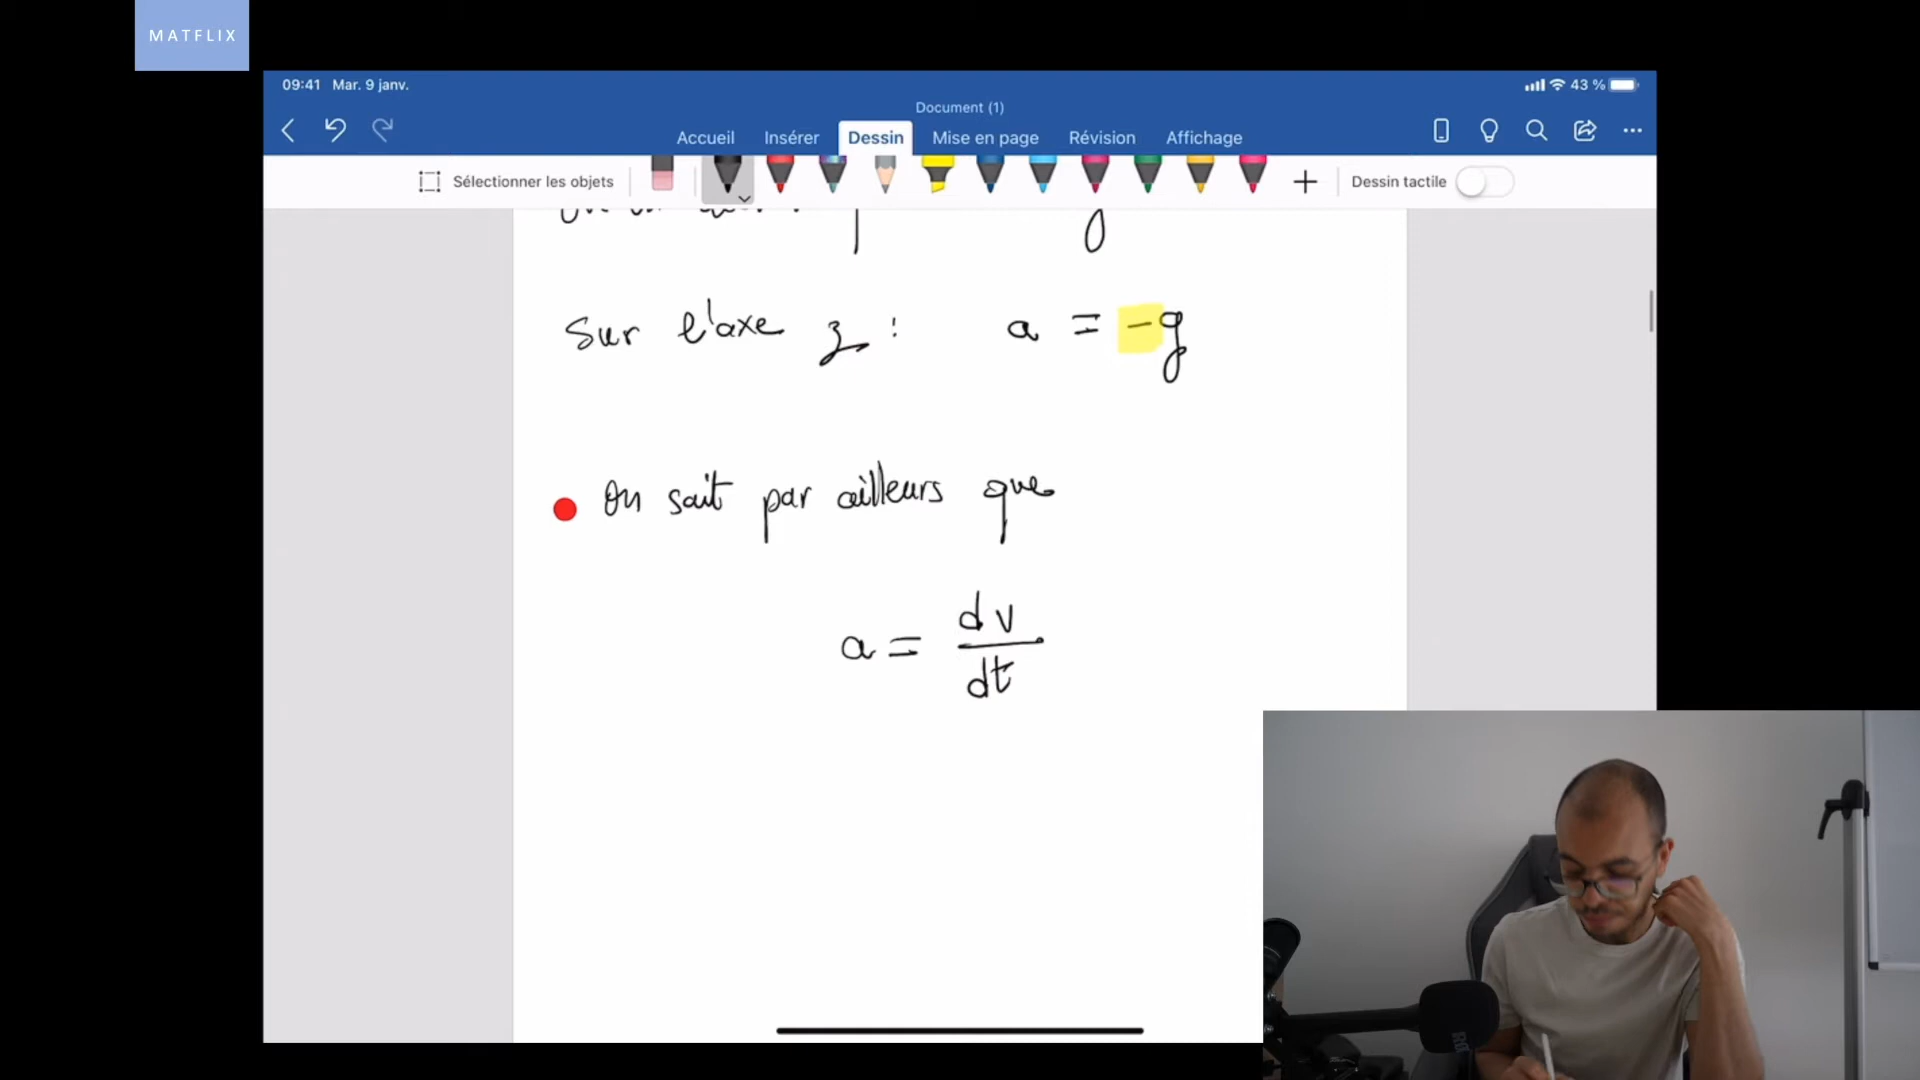 MATFLIX
09:41 Mar. 9 janv.
43 %
Document (1)
Accueil Insérer Dessin Mise en page Révision Affichage
Sélectionner les objets
Dessin tactile
Sur l'axe z : a = -g
On sait par ailleurs que
a = dv
dt
RØDE